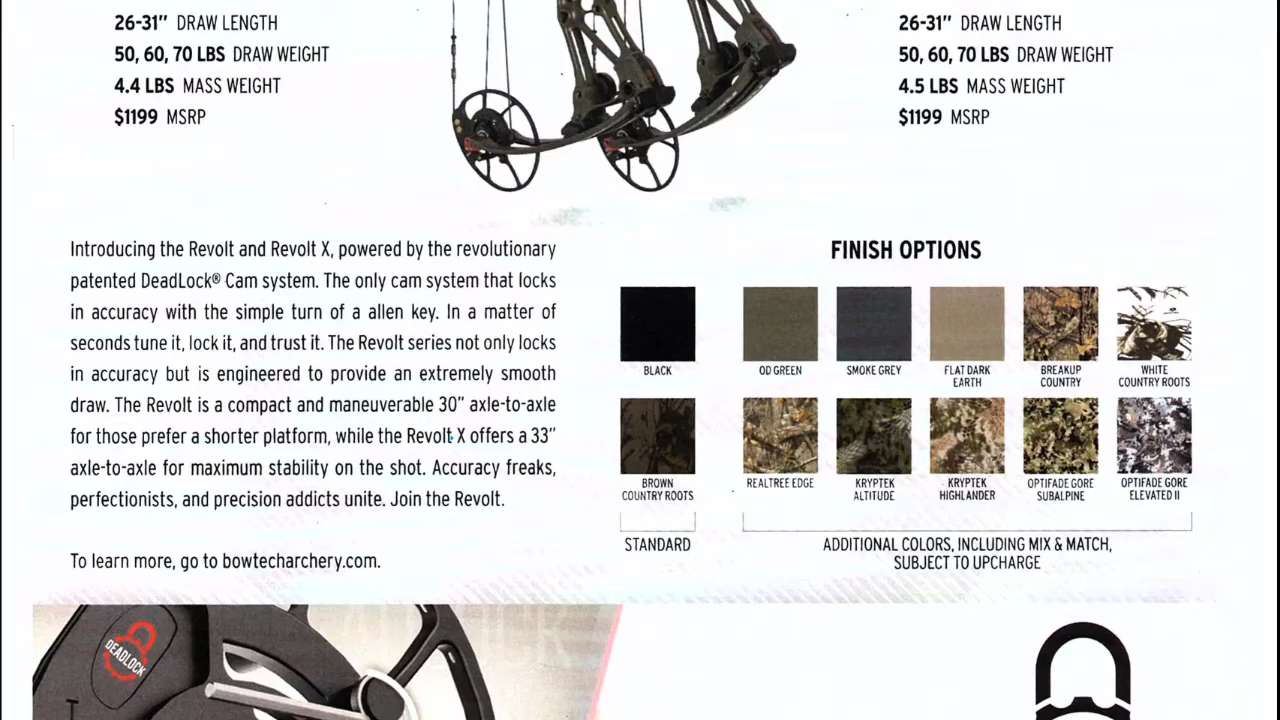 26-31" DRAW LENGTH
50, 60, 70 LBS DRAW WEIGHT
4.4 LBS MASS WEIGHT
$1199 MSRP
26-31" DRAW LENGTH
50, 60, 70 LBS DRAW WEIGHT
4.5 LBS MASS WEIGHT
$1199 MSRP
Introducing the Revolt and Revolt X, powered by the revolutionary
patented DeadLock® Cam system. The only cam system that locks
in accuracy with the simple turn of a allen key. In a matter of
seconds tune it, lock it, and trust it. The Revolt series not only locks
in accuracy but is engineered to provide an extremely smooth
draw. The Revolt is a compact and maneuverable 30" axle-to-axle
for those prefer a shorter platform, while the Revolt X offers a 33"
axle-to-axle for maximum stability on the shot. Accuracy freaks,
perfectionists, and precision addicts unite. Join the Revolt.
To learn more, go to bowtecharchery.com.
FINISH OPTIONS
BLACK
OD GREEN
SMOKE GREY
FLAT DARK
EARTH
BREAKUP
COUNTRY
WHITE
COUNTRY ROOTS
BROWN
COUNTRY ROOTS
REALTREE EDGE
KRYPTEK
ALTITUDE
KRYPTEK
HIGHLANDER
OPTIFADE GORE
SUBALPINE
OPTIFADE GORE
ELEVATED II
STANDARD
ADDITIONAL COLORS, INCLUDING MIX & MATCH,
SUBJECT TO UPCHARGE
DEADLOCK